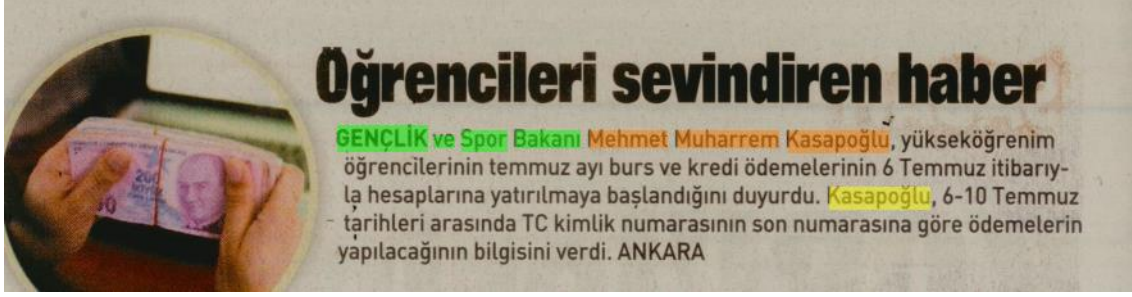 Öğrencileri sevindiren haber
GENÇLİK ve Spor Bakanı Mehmet Muharrem Kasapoğlu, yükseköğrenim
öğrencilerinin temmuz ayı burs ve kredi ödemelerinin 6 Temmuz itibarıy-
la hesaplarına yatırılmaya başlandığını duyurdu. Kasapoğlu, 6-10 Temmuz
tarihleri arasında TC kimlik numarasının son numarasına göre ödemelerin
yapılacağının bilgisini verdi. ANKARA
200